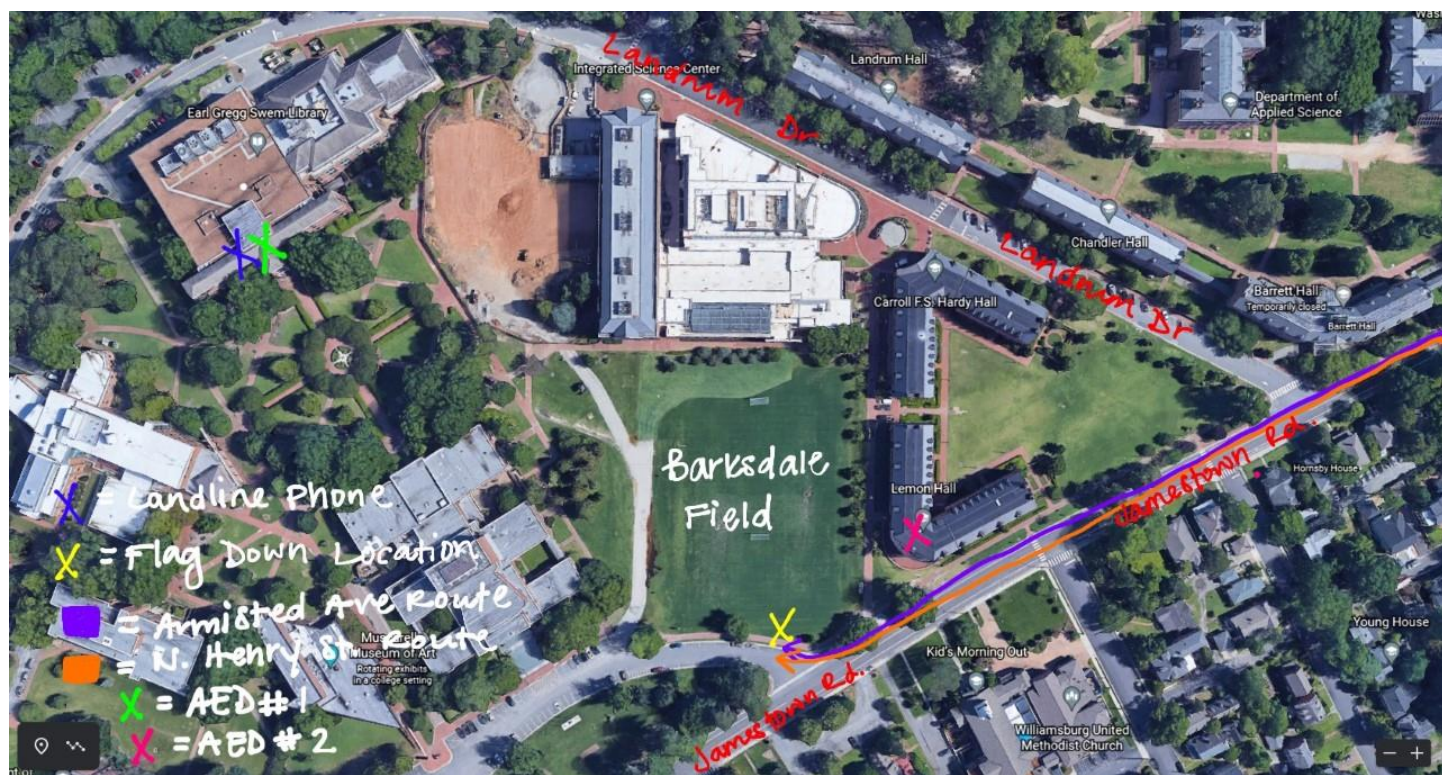 Was
Landrum Dr
Landrum Hall
Integrated Science Center
Department of
Applied Science
Earl Gregg Swem Library
Chandler Hall
Landrum Dr
Carroll F.S. Hardy Hall
Barrett Hall
Temporarily closed
Barrett Hall
Barksdale
Field
Lemon Hall
Jamestown Rd.
Hornsby House
X = Landline Phone
X = Flag Down Location
= Armisted Ave Route
= N. Henry St. Route
X = AED #1
X = AED # 2
Museum of Art
Rotating exhibits
in a college setting
Kid's Morning Out
Young House
Jamestown Rd.
Williamsburg United
Methodist Church